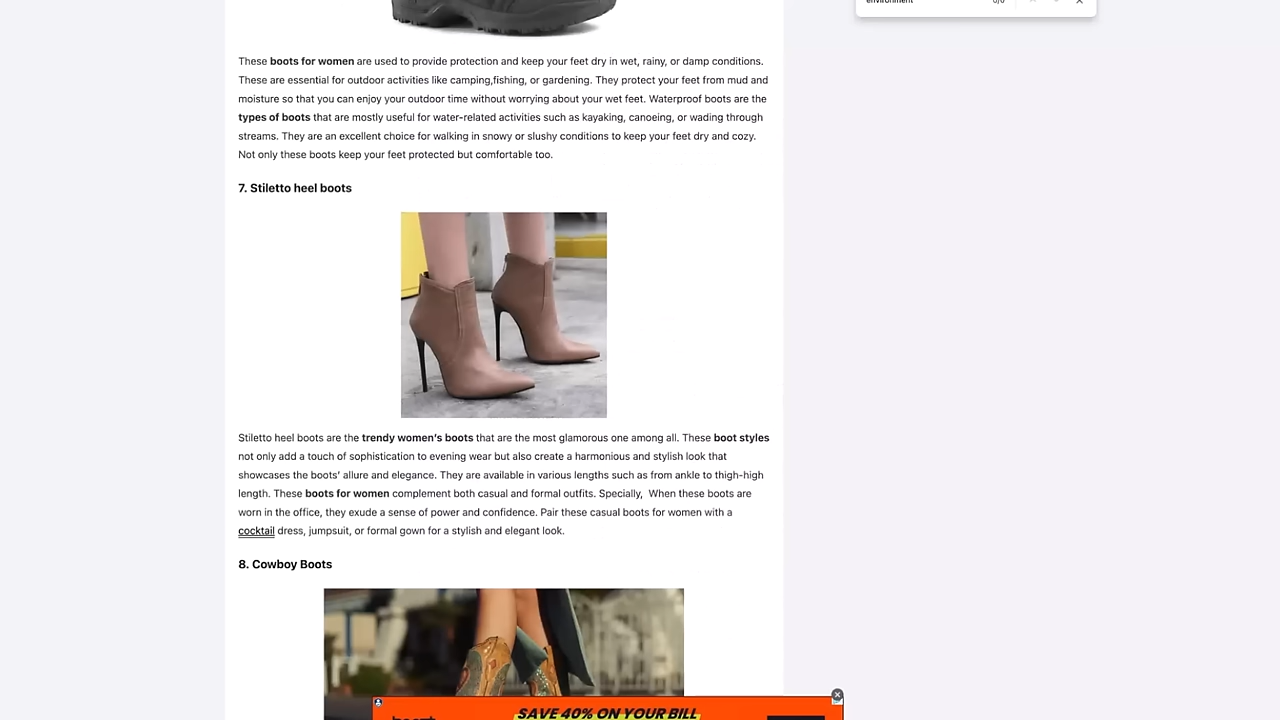 environment 0/0
These boots for women are used to provide protection and keep your feet dry in wet, rainy, or damp conditions.
These are essential for outdoor activities like camping,fishing, or gardening. They protect your feet from mud and
moisture so that you can enjoy your outdoor time without worrying about your wet feet. Waterproof boots are the
types of boots that are mostly useful for water-related activities such as kayaking, canoeing, or wading through
streams. They are an excellent choice for walking in snowy or slushy conditions to keep your feet dry and cozy.
Not only these boots keep your feet protected but comfortable too.
7. Stiletto heel boots
Stiletto heel boots are the trendy women's boots that are the most glamorous one among all. These boot styles
not only add a touch of sophistication to evening wear but also create a harmonious and stylish look that
showcases the boots' allure and elegance. They are available in various lengths such as from ankle to thigh-high
length. These boots for women complement both casual and formal outfits. Specially,  When these boots are
worn in the office, they exude a sense of power and confidence. Pair these casual boots for women with a
cocktail dress, jumpsuit, or formal gown for a stylish and elegant look.
8. Cowboy Boots
SAVE 40% ON YOUR BILL